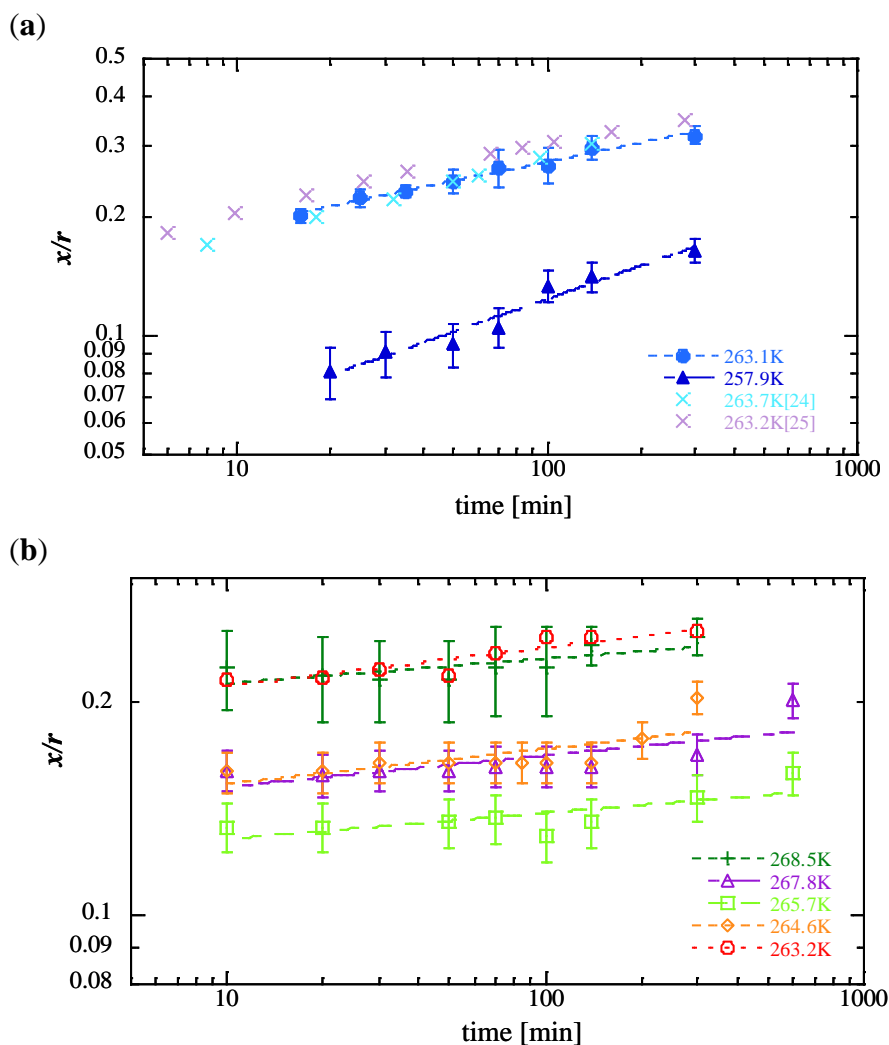 (a)
0.5
0.4
0.3
0.2
0.1
0.09
0.08
0.07
0.06
0.05
x/r
263.1K
257.9K
263.7K[24]
263.2K[25]
10 100 1000
time [min]
(b)
0.2
0.1
0.09
0.08
x/r
268.5K
267.8K
265.7K
264.6K
263.2K
10 100 1000
time [min]